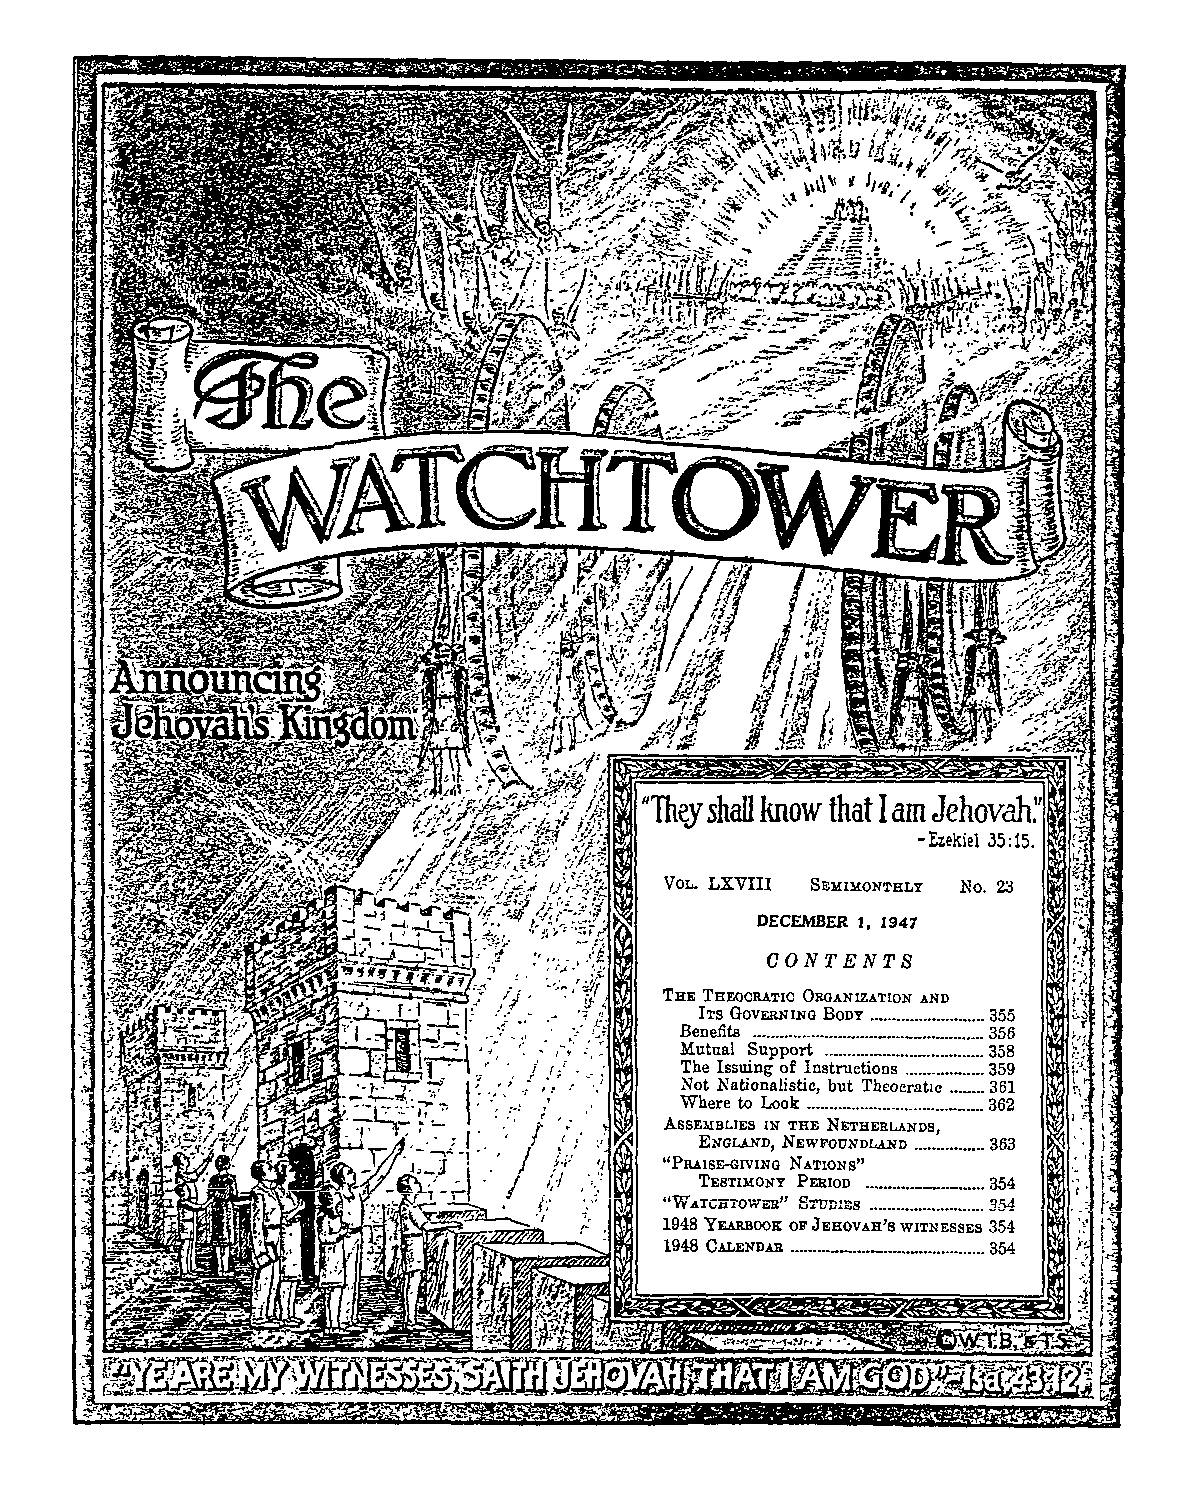 The
WATCHTOWER
Announcing
Jehovah's Kingdom
"They shall know that I am Jehovah."
-Ezekiel 35:15.
VOL. LXVIII SEMIMONTHLY No. 23
DECEMBER 1, 1947
CONTENTS
THE THEOCRATIC ORGANIZATION AND
ITS GOVERNING BODY ........................ 355
Benefits ................................................ 356
Mutual Support .................................. 358
The Issuing of Instructions ................. 359
Not Nationalistic, but Theocratic ....... 361
Where to Look ..................................... 362
ASSEMBLIES IN THE NETHERLANDS,
ENGLAND, NEWFOUNDLAND ............... 363
"PRAISE-GIVING NATIONS"
TESTIMONY PERIOD ......................... 354
"WATCHTOWER" STUDIES ........................ 354
1948 YEARBOOK OF JEHOVAH'S WITNESSES 354
1948 CALENDAR ......................................... 354
©W.T.B. & T.S.
"YE ARE MY WITNESSES, SAITH JEHOVAH, THAT I AM GOD"-Isa. 43:12.